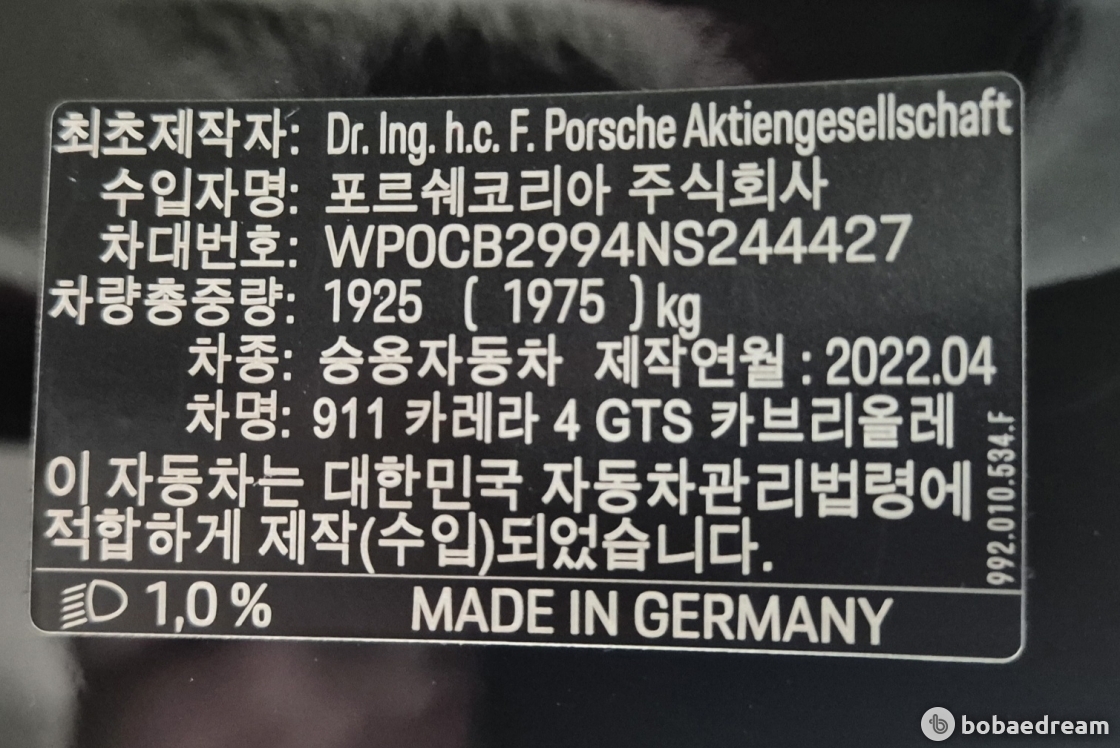 최초제작자: Dr. Ing. h.c. F. Porsche Aktiengesellschaft
수입자명: 포르쉐코리아 주식회사
차대번호: WP0CB2994NS244427
차량총중량: 1925 ( 1975 ) kg
차종: 승용자동차 제작연월 : 2022.04
차명: 911 카레라 4 GTS 카브리올레
이 자동차는 대한민국 자동차관리법령에
적합하게 제작(수입)되었습니다.
992.010.534.F
1,0 % MADE IN GERMANY
bobaedream